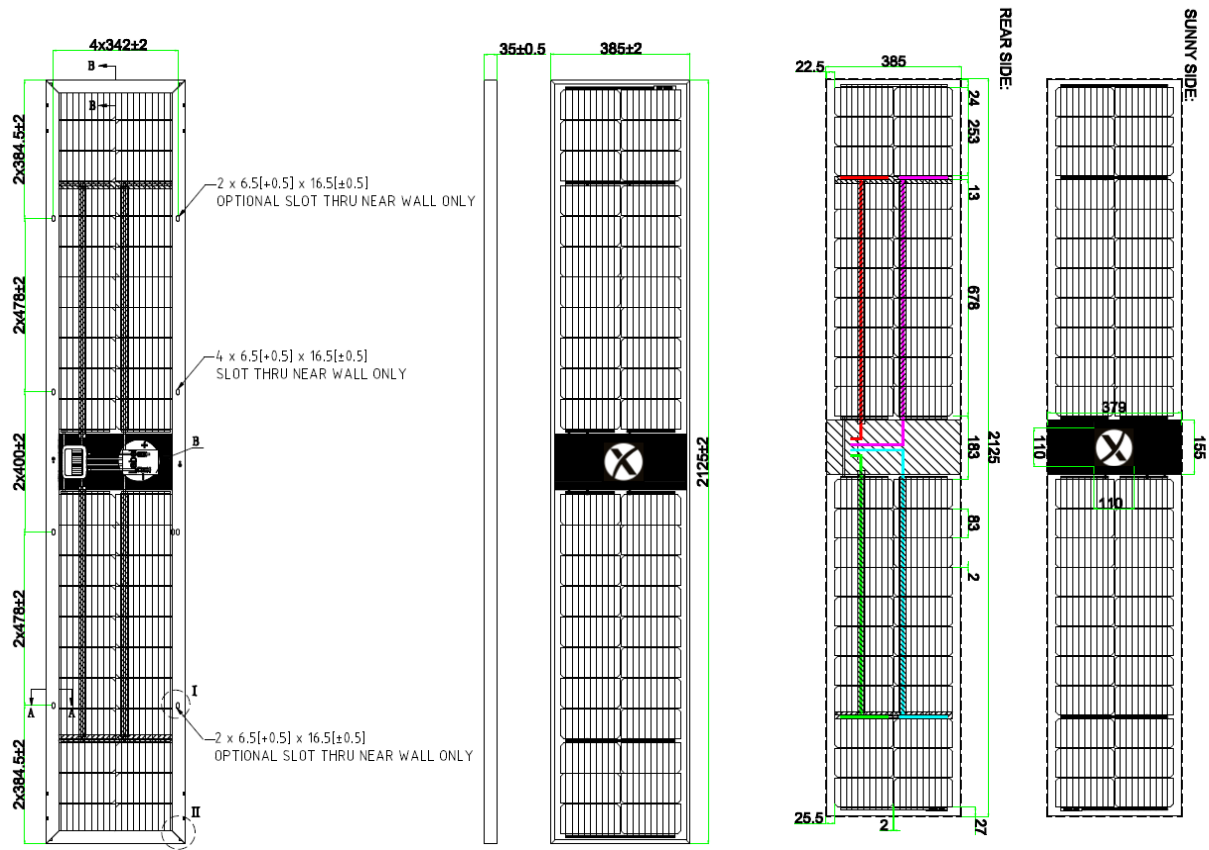 4x342±2
B
B
2x384.5±2
2x478±2
2x400±2
2x478±2
2x384.5±2
2 x 6.5[+0.5] x 16.5[±0.5]
OPTIONAL SLOT THRU NEAR WALL ONLY
4 x 6.5[+0.5] x 16.5[±0.5]
SLOT THRU NEAR WALL ONLY
B
A
A
I
2 x 6.5[+0.5] x 16.5[±0.5]
OPTIONAL SLOT THRU NEAR WALL ONLY
II
35±0.5
385±2
X
2125±2
REAR SIDE:
22.5
385
24
253
13
678
183
2125
83
2
25.5
2
27
SUNNY SIDE:
379
110
X
155
110